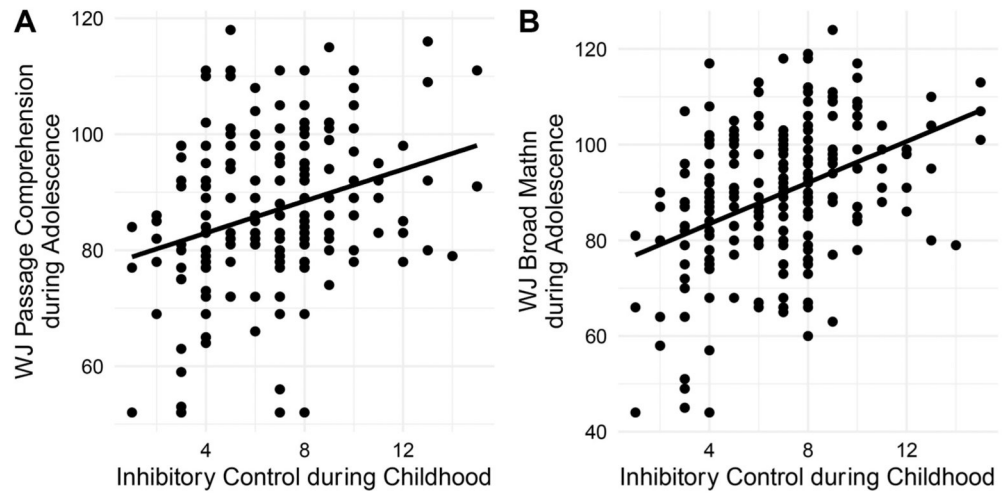 A
WJ Passage Comprehension
during Adolescence
120
100
80
60
4
8
12
Inhibitory Control during Childhood
B
WJ Broad Mathn
during Adolescence
120
100
80
60
40
4
8
12
Inhibitory Control during Childhood